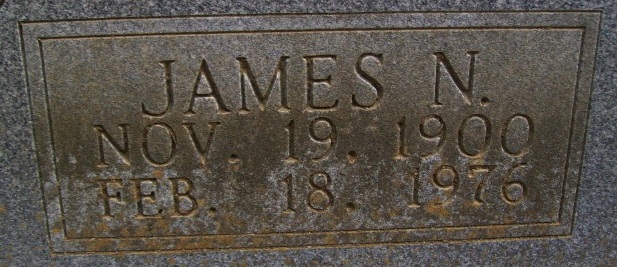 JAMES N.
NOV. 19. 1900
FEB. 18. 1976